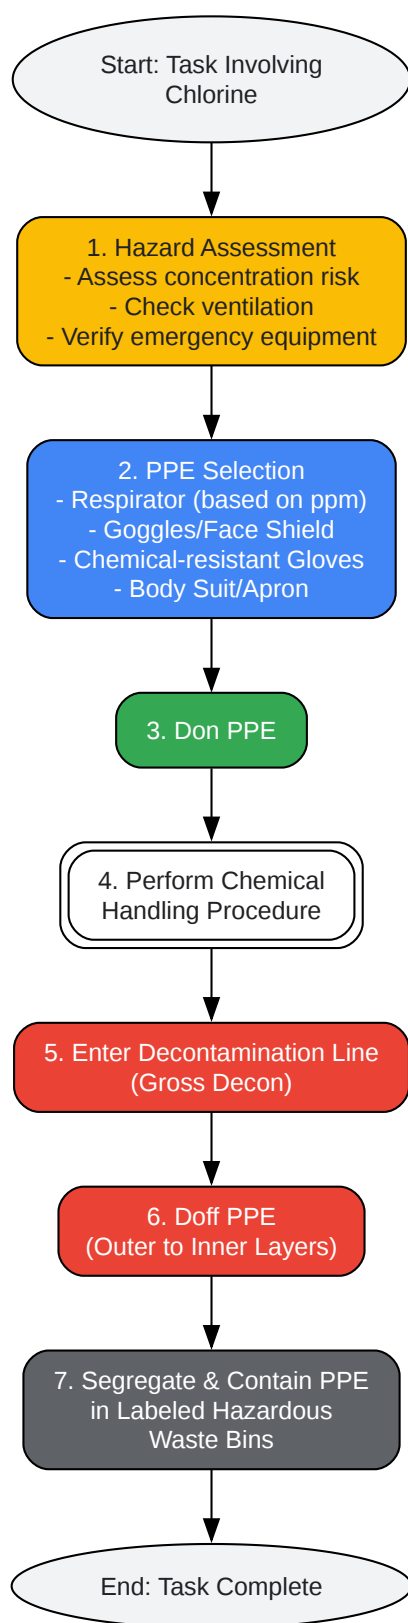 Start: Task Involving
Chlorine
1. Hazard Assessment
- Assess concentration risk
- Check ventilation
- Verify emergency equipment
2. PPE Selection
- Respirator (based on ppm)
- Goggles/Face Shield
- Chemical-resistant Gloves
- Body Suit/Apron
3. Don PPE
4. Perform Chemical
Handling Procedure
5. Enter Decontamination Line
(Gross Decon)
6. Doff PPE
(Outer to Inner Layers)
7. Segregate & Contain PPE
in Labeled Hazardous
Waste Bins
End: Task Complete